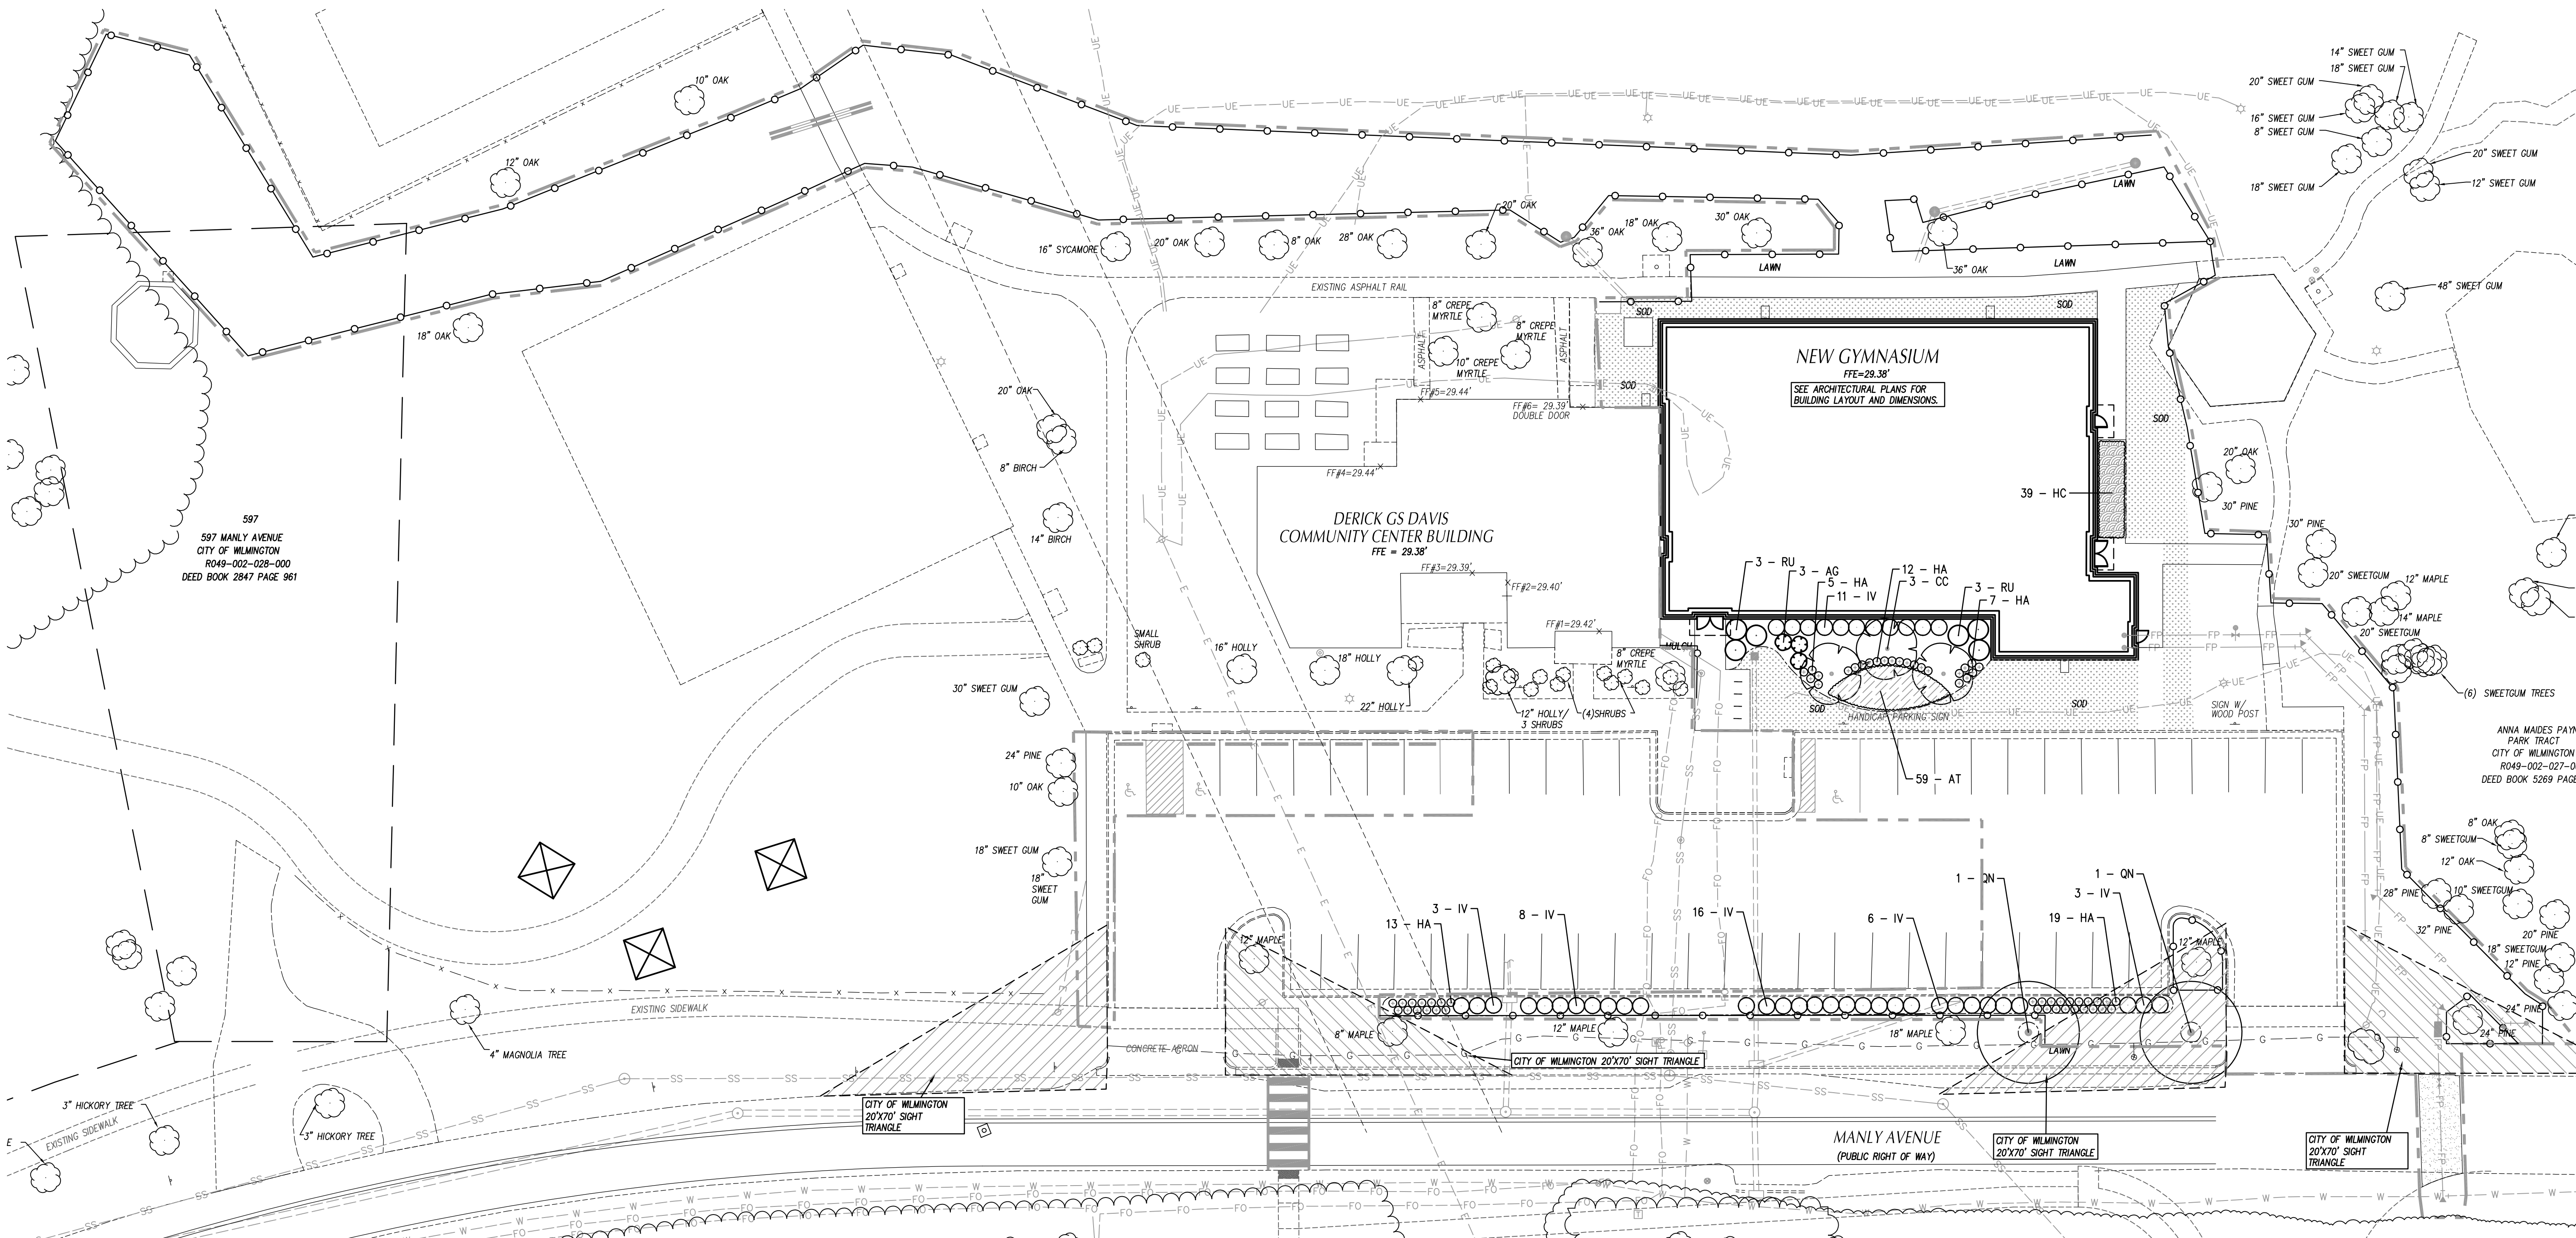 14" SWEET GUM
18" SWEET GUM
20" SWEET GUM
16" SWEET GUM
8" SWEET GUM
18" SWEET GUM
20" SWEET GUM
12" SWEET GUM
48" SWEET GUM
10" OAK
12" OAK
18" OAK
16" SYCAMORE
20" OAK
8" OAK
28" OAK
20" OAK
36" OAK
18" OAK
30" OAK
LAWN
36" OAK
LAWN
LAWN
EXISTING ASPHALT RAIL
8" CREPE
MYRTLE
8" CREPE
MYRTLE
10" CREPE
MYRTLE
ASPHALT
ASPHALT
SOD
SOD
SOD
SOD
NEW GYMNASIUM
FFE=29.38'
SEE ARCHITECTURAL PLANS FOR
BUILDING LAYOUT AND DIMENSIONS.
FF#5=29.44'
FF#6= 29.39'
DOUBLE DOOR
FF#4=29.44'
20" OAK
8" BIRCH
14" BIRCH
DERICK GS DAVIS
COMMUNITY CENTER BUILDING
FFE = 29.38'
FF#3=29.39'
FF#2=29.40'
FF#1=29.42'
597
597 MANLY AVENUE
CITY OF WILMINGTON
R049-002-028-000
DEED BOOK 2847 PAGE 961
39 - HC
20" OAK
30" PINE
30" PINE
20" SWEETGUM
12" MAPLE
14" MAPLE
20" SWEETGUM
(6) SWEETGUM TREES
3 - RU
3 - AG
5 - HA
11 - IV
12 - HA
3 - CC
3 - RU
7 - HA
MULCH
SMALL
SHRUB
16" HOLLY
18" HOLLY
22" HOLLY
12" HOLLY/
3 SHRUBS
(4)SHRUBS
8" CREPE
MYRTLE
SOD
HANDICAP PARKING SIGN
SOD
SIGN W/
WOOD POST
59 - AT
30" SWEET GUM
24" PINE
10" OAK
18" SWEET GUM
18"
SWEET
GUM
ANNA MAIDES PAYN
PARK TRACT
CITY OF WILMINGTON
R049-002-027-0
DEED BOOK 5269 PAGE
8" OAK
8" SWEETGUM
12" OAK
28" PINE
10" SWEETGUM
32" PINE
20" PINE
18" SWEETGUM
12" PINE
24" PINE
24" PINE
12" MAPLE
13 - HA
3 - IV
8 - IV
16 - IV
6 - IV
1 - QN
1 - QN
3 - IV
19 - HA
12" MAPLE
8" MAPLE
12" MAPLE
18" MAPLE
LAWN
EXISTING SIDEWALK
4" MAGNOLIA TREE
CONCRETE APRON
CITY OF WILMINGTON 20'X70' SIGHT TRIANGLE
CITY OF WILMINGTON
20'X70' SIGHT
TRIANGLE
3" HICKORY TREE
EXISTING SIDEWALK
3" HICKORY TREE
E
MANLY AVENUE
(PUBLIC RIGHT OF WAY)
CITY OF WILMINGTON
20'X70' SIGHT TRIANGLE
CITY OF WILMINGTON
20'X70' SIGHT
TRIANGLE